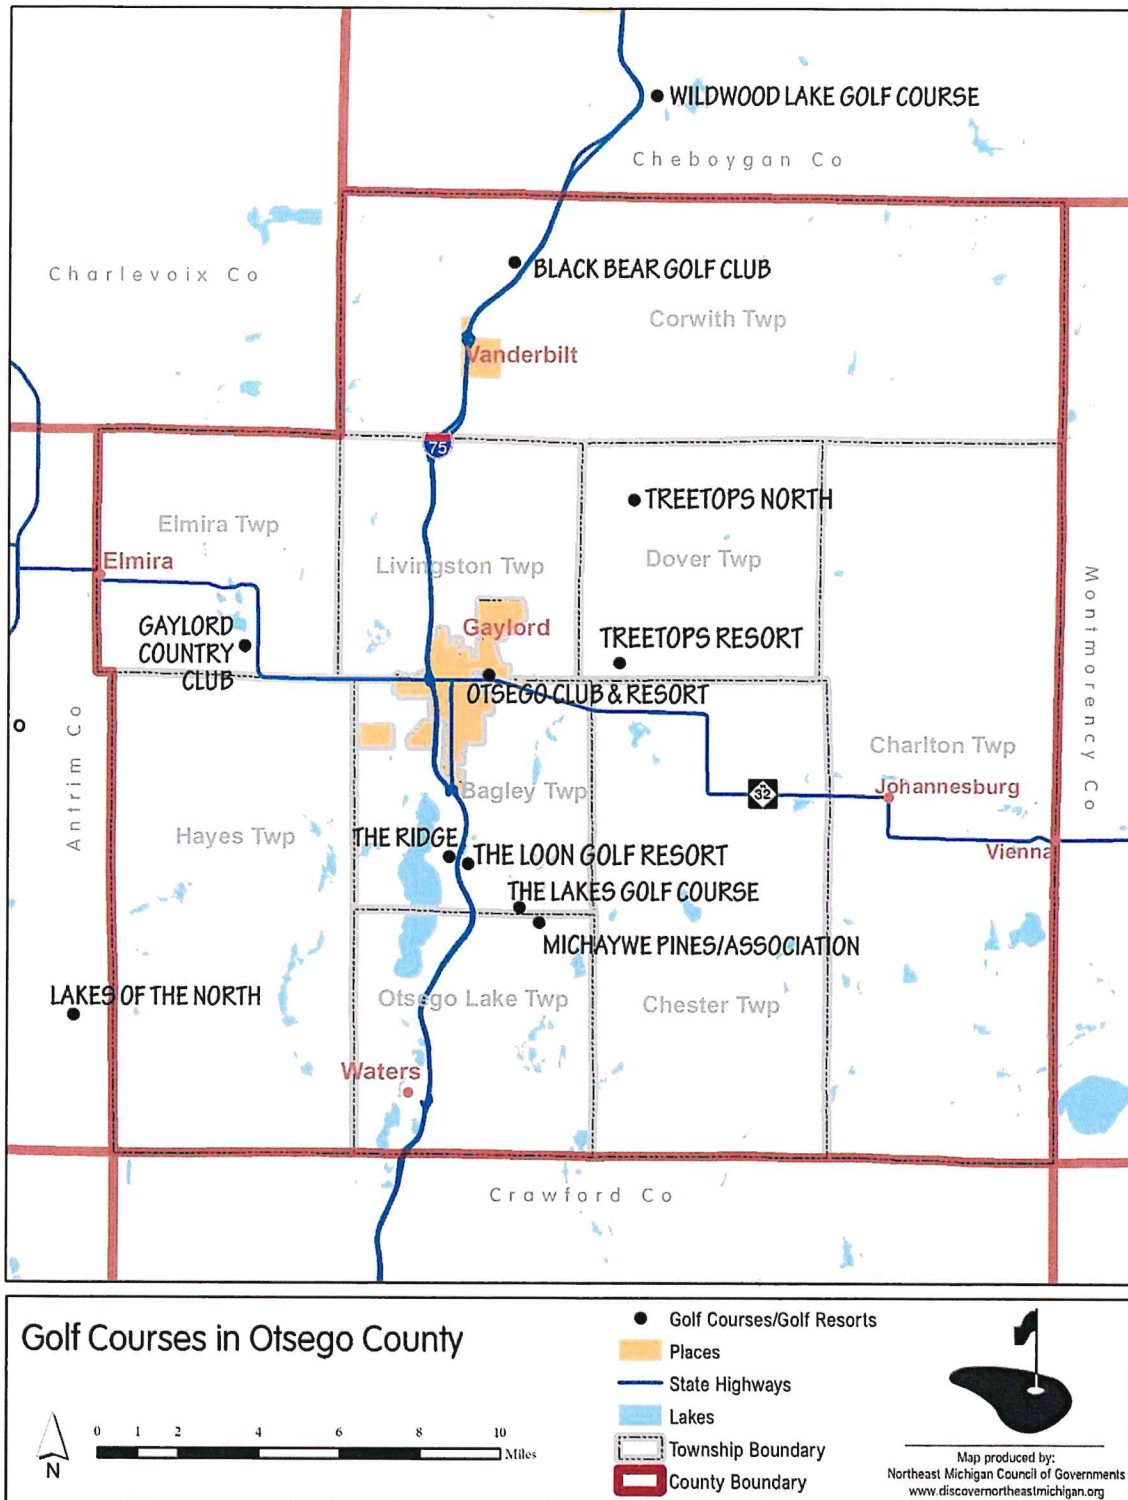 WILDWOOD LAKE GOLF COURSE
Cheboygan Co
BLACK BEAR GOLF CLUB
Charlevoix Co
Corwith Twp
Vanderbilt
75
TREETOPS NORTH
Elmira Twp
Elmira
Livingston Twp
Dover Twp
Montmorency Co
GAYLORD
COUNTRY
CLUB
Gaylord
TREETOPS RESORT
OTSEGO CLUB & RESORT
o
Antrim Co
Charlton Twp
Johannesburg
M
32
Bagley Twp
Hayes Twp
THE RIDGE
THE LOON GOLF RESORT
Vienna
THE LAKES GOLF COURSE
MICHAYWE PINES/ASSOCIATION
LAKES OF THE NORTH
Otsego Lake Twp
Chester Twp
Waters
Crawford Co
Golf Courses in Otsego County
N
0 1 2 4 6 8 10
Miles
Golf Courses/Golf Resorts
Places
State Highways
Lakes
Township Boundary
County Boundary
Map produced by:
Northeast Michigan Council of Governments
www.discovernortheastmichigan.org